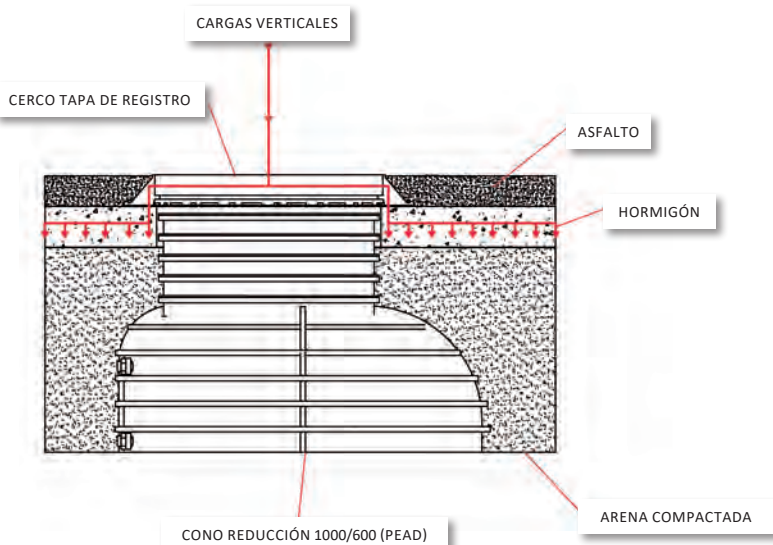 CARGAS VERTICALES
CERCO TAPA DE REGISTRO
ASFALTO
HORMIGÓN
ARENA COMPACTADA
CONO REDUCCIÓN 1000/600 (PEAD)